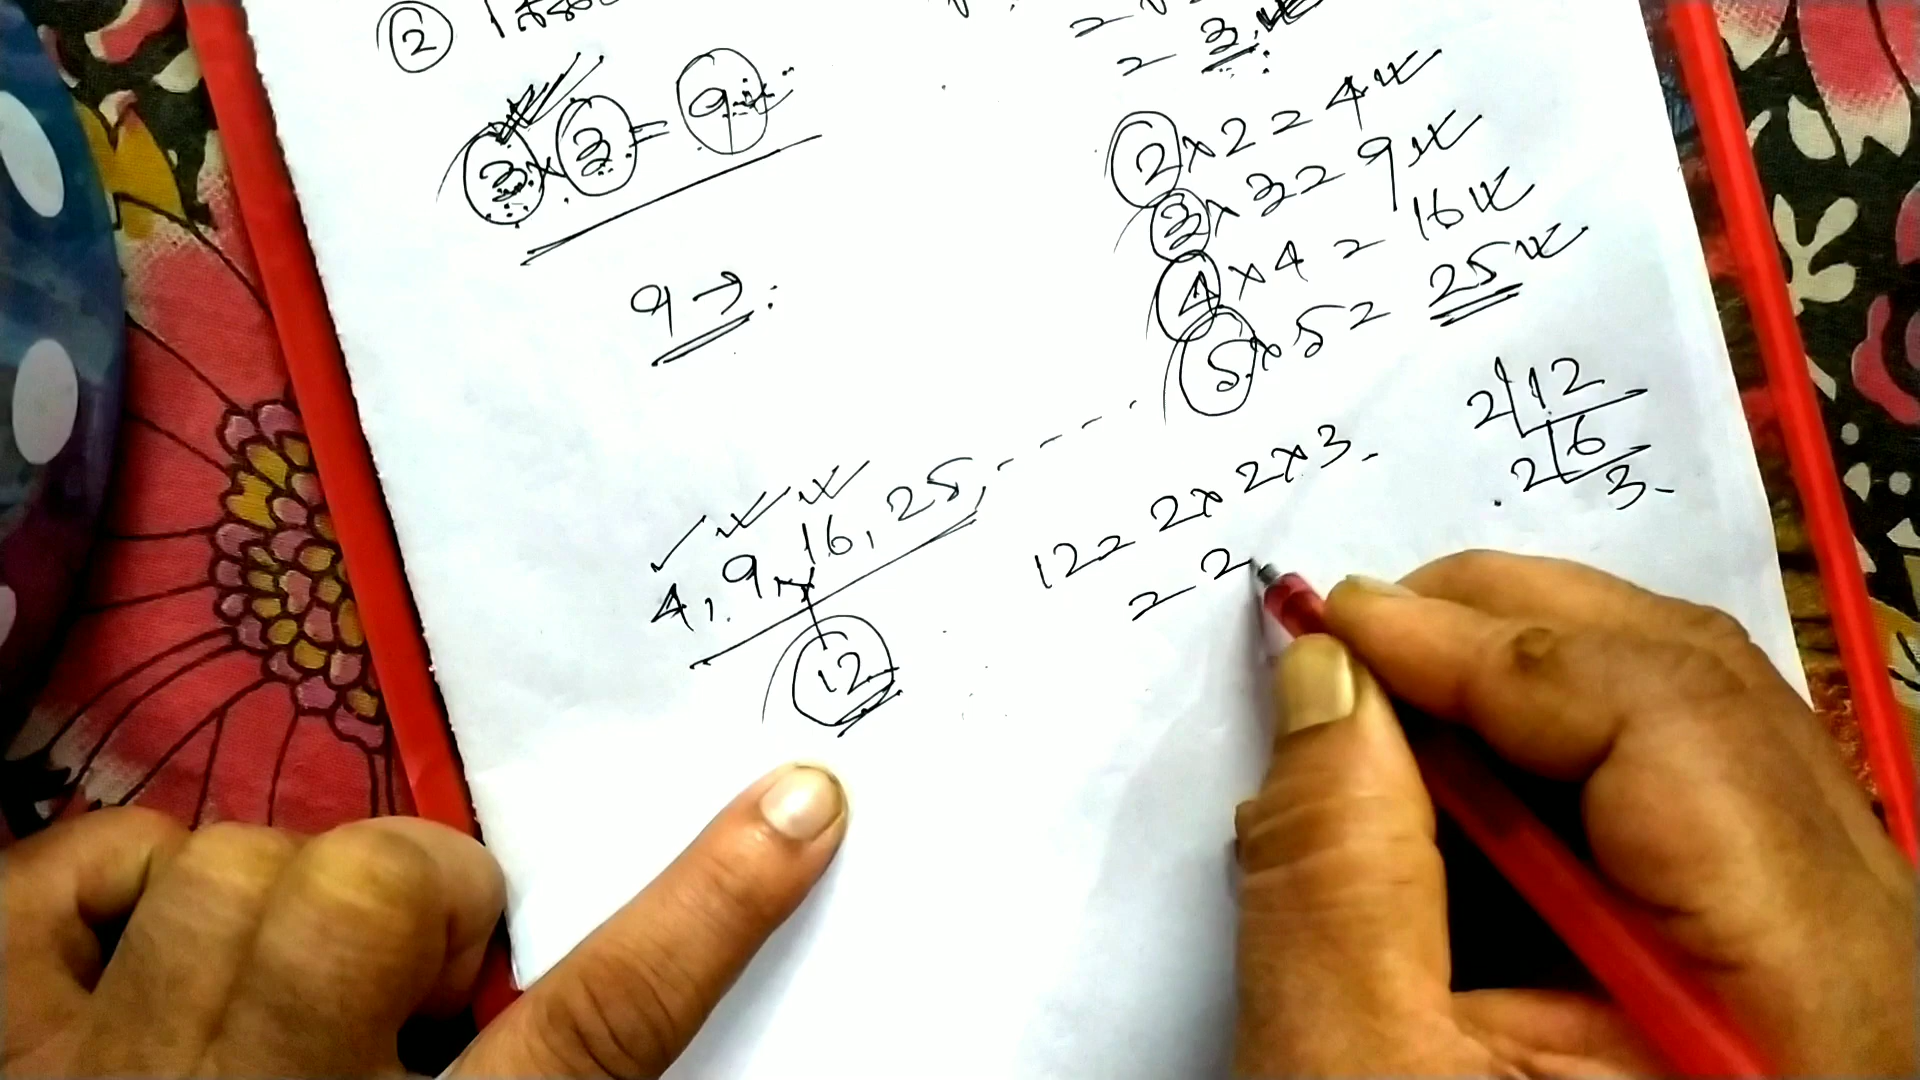 ②
3 × 3 = 9
9 →
= 3
2 × 2 = 4
3 × 3 = 9
4 × 4 = 16
5 × 5 = 25
4, 9, 16, 25, - - - -
12
12 = 2 × 2 × 3
= 2
2 | 12
2 | 6
3